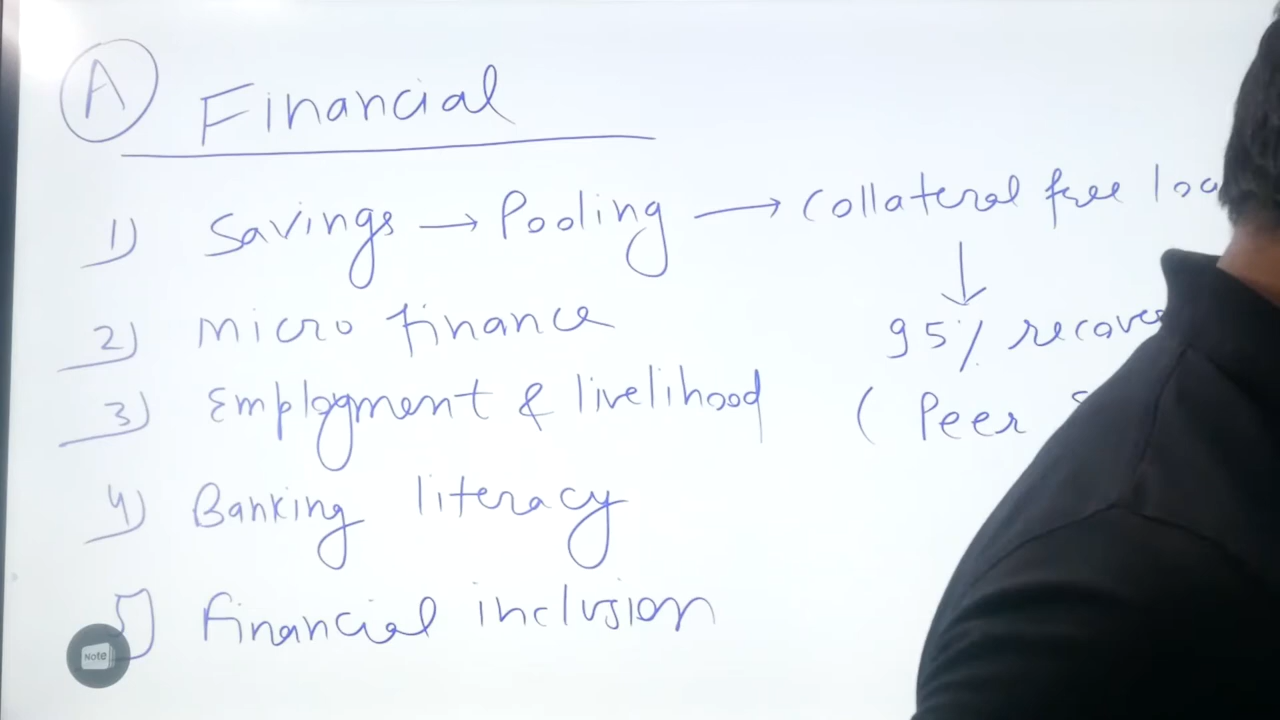 A Financial
1) Savings → Pooling → Collateral free
2) Micro finance
95% recove
3) Employment & livelihood
( Peer
4) Banking literacy
5) Financial inclusion
Note